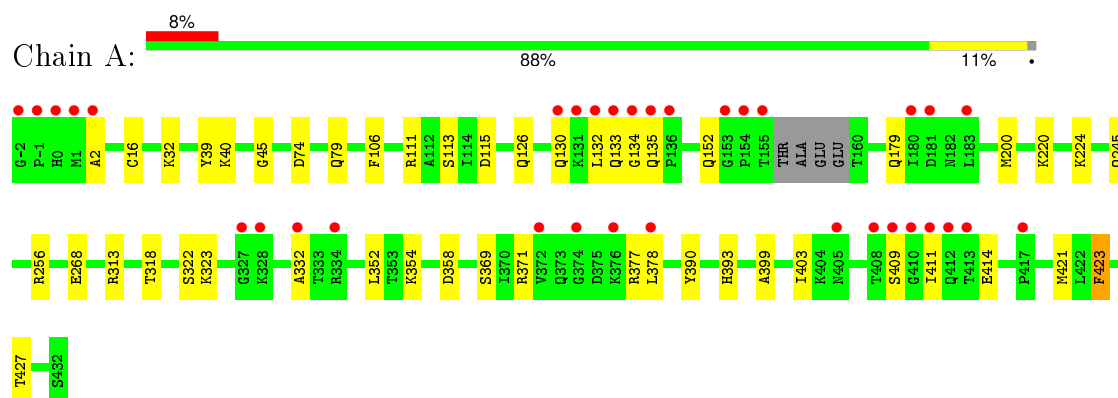 8%
Chain A:
88% 11%
G-2 P-1 H0 M1 A2 C16 K32 Y39 K40 G45 D74 Q79 F106 R111 A112 S113 I114 D115 Q126 Q130 K131 L132 Q133 G134 Q135 P136 Q152 G153 P154 T155 THR ALA GLU GLU T160 Q179 I180 D181 N182 L183 M200 K220 K224
R256 E268 R313 T318 S322 K323 G327 K328 A332 T333 R334 L352 T353 K354 D358 S369 I370 R371 V372 Q373 G374 D375 K376 R377 L378 Y390 H393 A399 I403 K404 N405 T408 S409 G410 I411 Q412 T413 E414 P417 M421 L422 F423
T427 S432